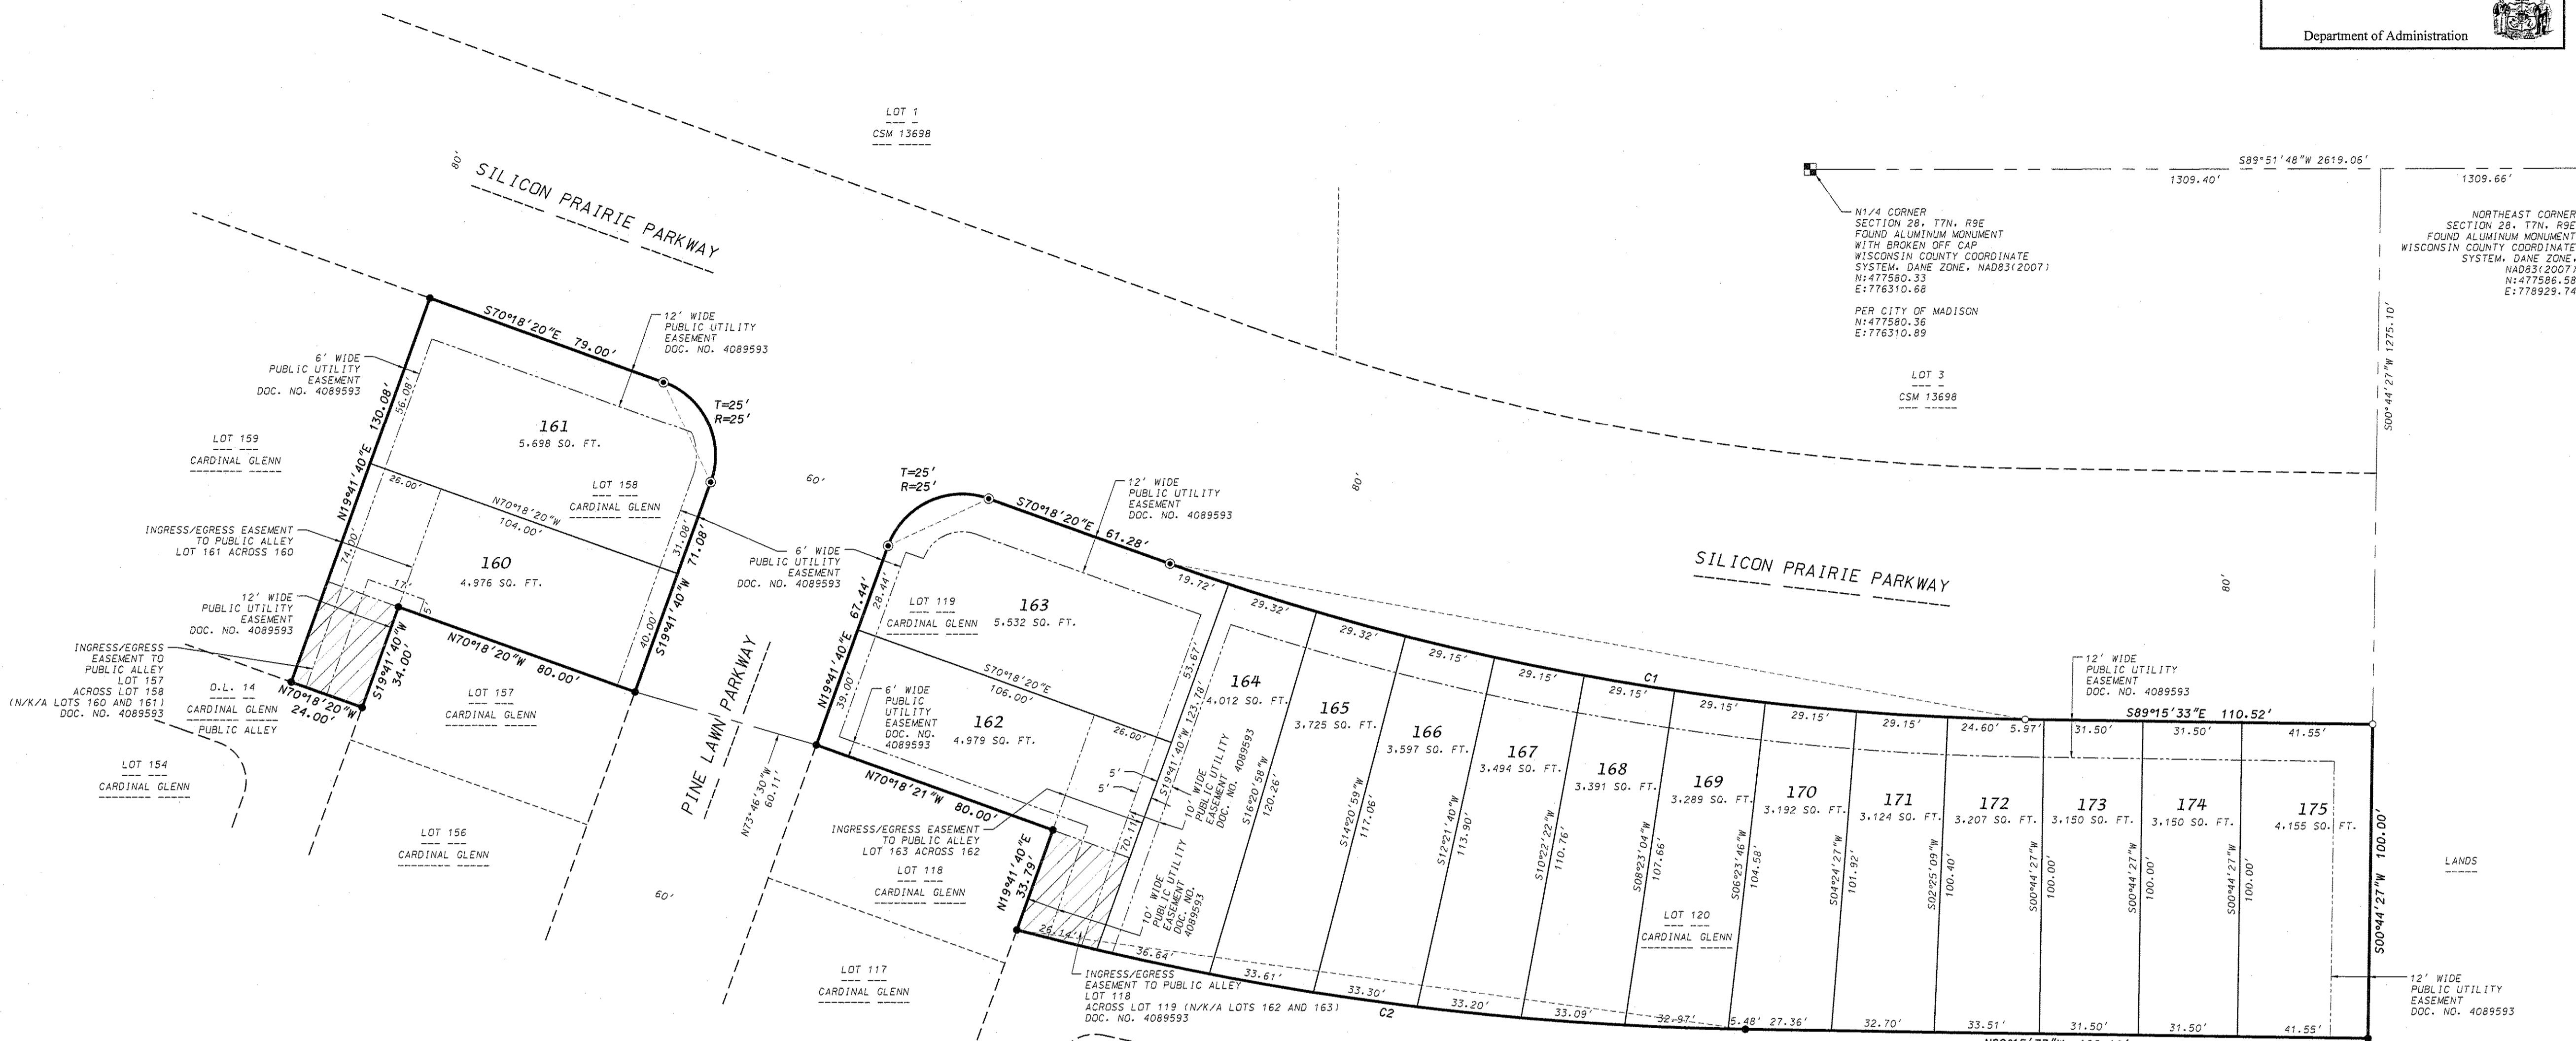 Department of Administration
LOT 1
CSM 13698
80'
SILICON PRAIRIE PARKWAY
S89°51'48"W 2619.06'
1309.40'
1309.66'
N1/4 CORNER
SECTION 28, T7N, R9E
FOUND ALUMINUM MONUMENT
WITH BROKEN OFF CAP
WISCONSIN COUNTY COORDINATE
SYSTEM, DANE ZONE, NAD83(2007)
N:477580.33
E:776310.68
PER CITY OF MADISON
N:477580.36
E:776310.89
NORTHEAST CORNER
SECTION 28, T7N, R9E
FOUND ALUMINUM MONUMENT
WISCONSIN COUNTY COORDINATE
SYSTEM, DANE ZONE,
NAD83(2007)
N:477586.58
E:778929.74
S00°44'27"W 1275.10'
LOT 3
CSM 13698
S70°18'20"E 79.00'
12' WIDE
PUBLIC UTILITY
EASEMENT
DOC. NO. 4089593
6' WIDE
PUBLIC UTILITY
EASEMENT
DOC. NO. 4089593
T=25'
R=25'
N19°41'40"E 130.08'
56.08'
161
5,698 SQ. FT.
LOT 159
CARDINAL GLENN
LOT 158
CARDINAL GLENN
26.00'
N70°18'20"W
104.00'
INGRESS/EGRESS EASEMENT
TO PUBLIC ALLEY
LOT 161 ACROSS 160
74.00'
160
4,976 SQ. FT.
31.08'
S19°41'40"W 71.08'
40.00'
17'
5'
12' WIDE
PUBLIC UTILITY
EASEMENT
DOC. NO. 4089593
INGRESS/EGRESS
EASEMENT TO
PUBLIC ALLEY
LOT 157
ACROSS LOT 158
(N/K/A LOTS 160 AND 161)
DOC. NO. 4089593
N70°18'20"W 80.00'
S19°41'40"W
34.00'
N70°18'20"W
24.00'
O.L. 14
CARDINAL GLENN
PUBLIC ALLEY
LOT 157
CARDINAL GLENN
LOT 154
CARDINAL GLENN
LOT 156
CARDINAL GLENN
60'
PINE LAWN PARKWAY
60'
N73°46'30"W
60.11'
6' WIDE
PUBLIC UTILITY
EASEMENT
DOC. NO. 4089593
T=25'
R=25'
S70°18'20"E 61.28'
12' WIDE
PUBLIC UTILITY
EASEMENT
DOC. NO. 4089593
80'
N19°41'40"E 67.44'
28.44'
39.00'
LOT 119
CARDINAL GLENN
163
5,532 SQ. FT.
S70°18'20"E
106.00'
26.00'
6' WIDE
PUBLIC
UTILITY
EASEMENT
DOC. NO.
4089593
162
4,979 SQ. FT.
53.67'
S19°41'40"W 123.78'
70.11'
5'
5'
10' WIDE
PUBLIC UTILITY
EASEMENT
DOC. NO. 4089593
10' WIDE
PUBLIC UTILITY
EASEMENT
DOC. NO.
4089593
N70°18'21"W 80.00'
INGRESS/EGRESS EASEMENT
TO PUBLIC ALLEY
LOT 163 ACROSS 162
LOT 118
CARDINAL GLENN
N19°41'40"E
33.79'
LOT 117
CARDINAL GLENN
INGRESS/EGRESS
EASEMENT TO PUBLIC ALLEY
LOT 118
ACROSS LOT 119 (N/K/A LOTS 162 AND 163)
DOC. NO. 4089593
SILICON PRAIRIE PARKWAY
80'
19.72'
29.32'
29.32'
29.15'
29.15'
29.15'
C1
29.15'
29.15'
29.15'
24.60'
5.97'
31.50'
31.50'
41.55'
S89°15'33"E 110.52'
12' WIDE
PUBLIC UTILITY
EASEMENT
DOC. NO. 4089593
164
4,012 SQ. FT.
165
3,725 SQ. FT.
166
3,597 SQ. FT.
167
3,494 SQ. FT.
168
3,391 SQ. FT.
169
3,289 SQ. FT.
170
3,192 SQ. FT.
171
3,124 SQ. FT.
172
3,207 SQ. FT.
173
3,150 SQ. FT.
174
3,150 SQ. FT.
175
4,155 SQ. FT.
S16°20'58"W
120.26'
S14°20'59"W
117.06'
S12°21'40"W
113.90'
S10°22'22"W
110.76'
S08°23'04"W
107.66'
S06°23'46"W
104.58'
S04°24'27"W
101.92'
S02°25'09"W
100.40'
S00°44'27"W
100.00'
S00°44'27"W
100.00'
S00°44'27"W
100.00'
S00°44'27"W 100.00'
LOT 120
CARDINAL GLENN
LANDS
12' WIDE
PUBLIC UTILITY
EASEMENT
DOC. NO. 4089593
26.14'
36.64'
33.61'
33.30'
C2
33.20'
33.09'
32.97'
5.48'
27.36'
32.70'
33.51'
31.50'
31.50'
41.55'